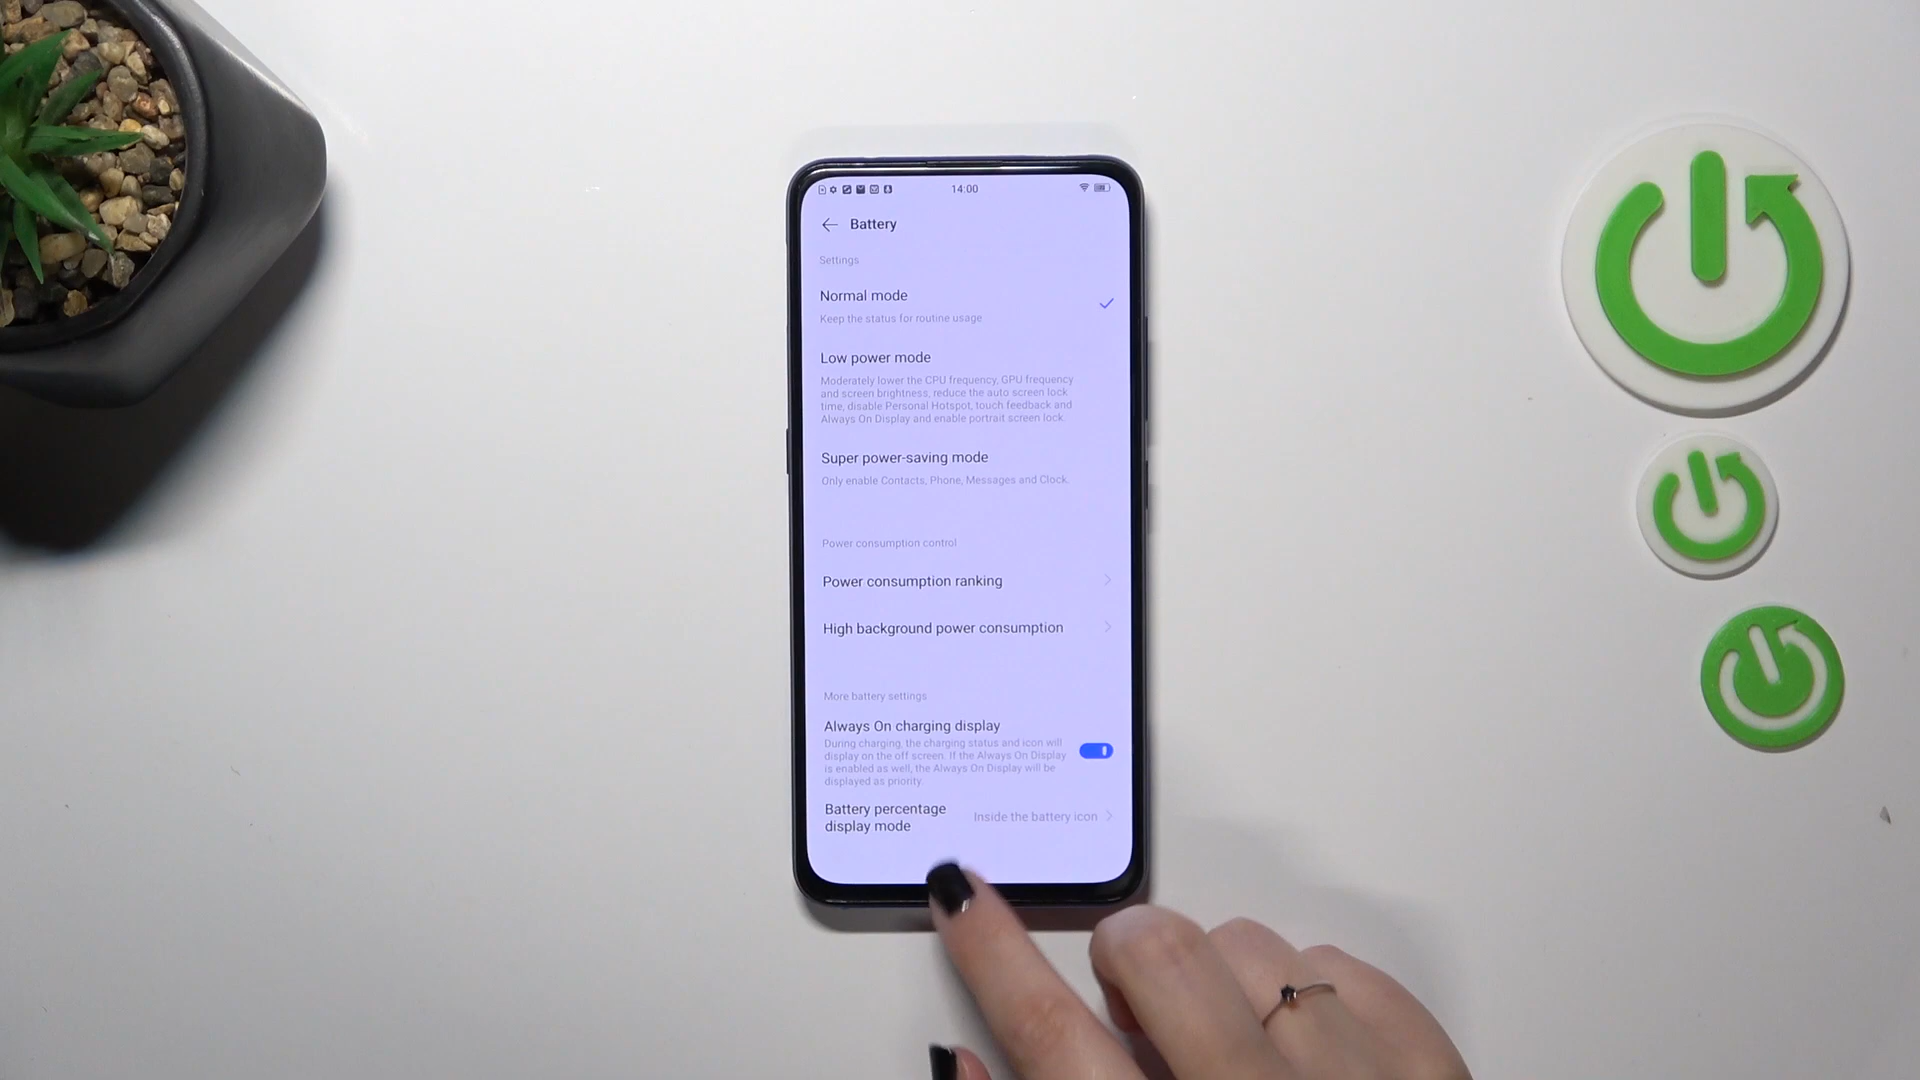 14:00
Battery
Settings
Normal mode
Keep the status for routine usage
Low power mode
Moderately lower the CPU frequency, GPU frequency
and screen brightness, reduce the auto screen lock
time, disable Personal Hotspot, touch feedback and
Always On Display and enable portrait screen lock.
Super power-saving mode
Only enable Contacts, Phone, Messages and Clock.
Power consumption control
Power consumption ranking
High background power consumption
More battery settings
Always On charging display
During charging, the charging status and icon will
display on the off screen. If the Always On Display
is enabled as well, the Always On Display will be
displayed as priority.
Battery percentage
display mode
Inside the battery icon